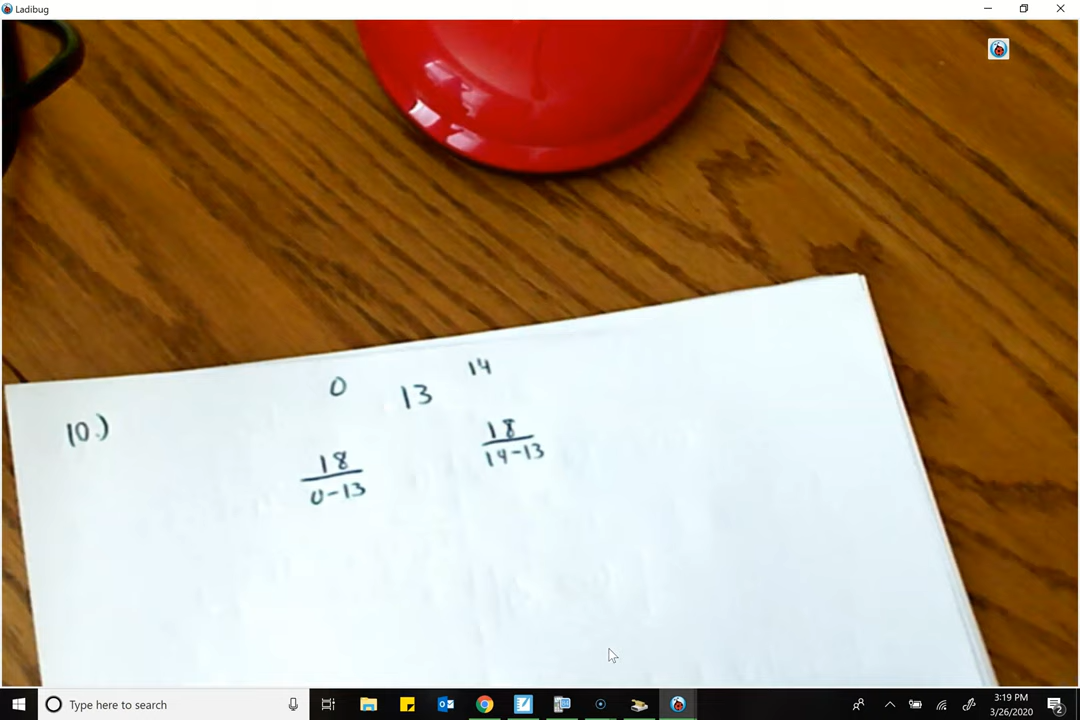 Ladibug
0 13 14
10.)
18/0-13 18/14-13
Type here to search
3:19 PM
3/26/2020
2